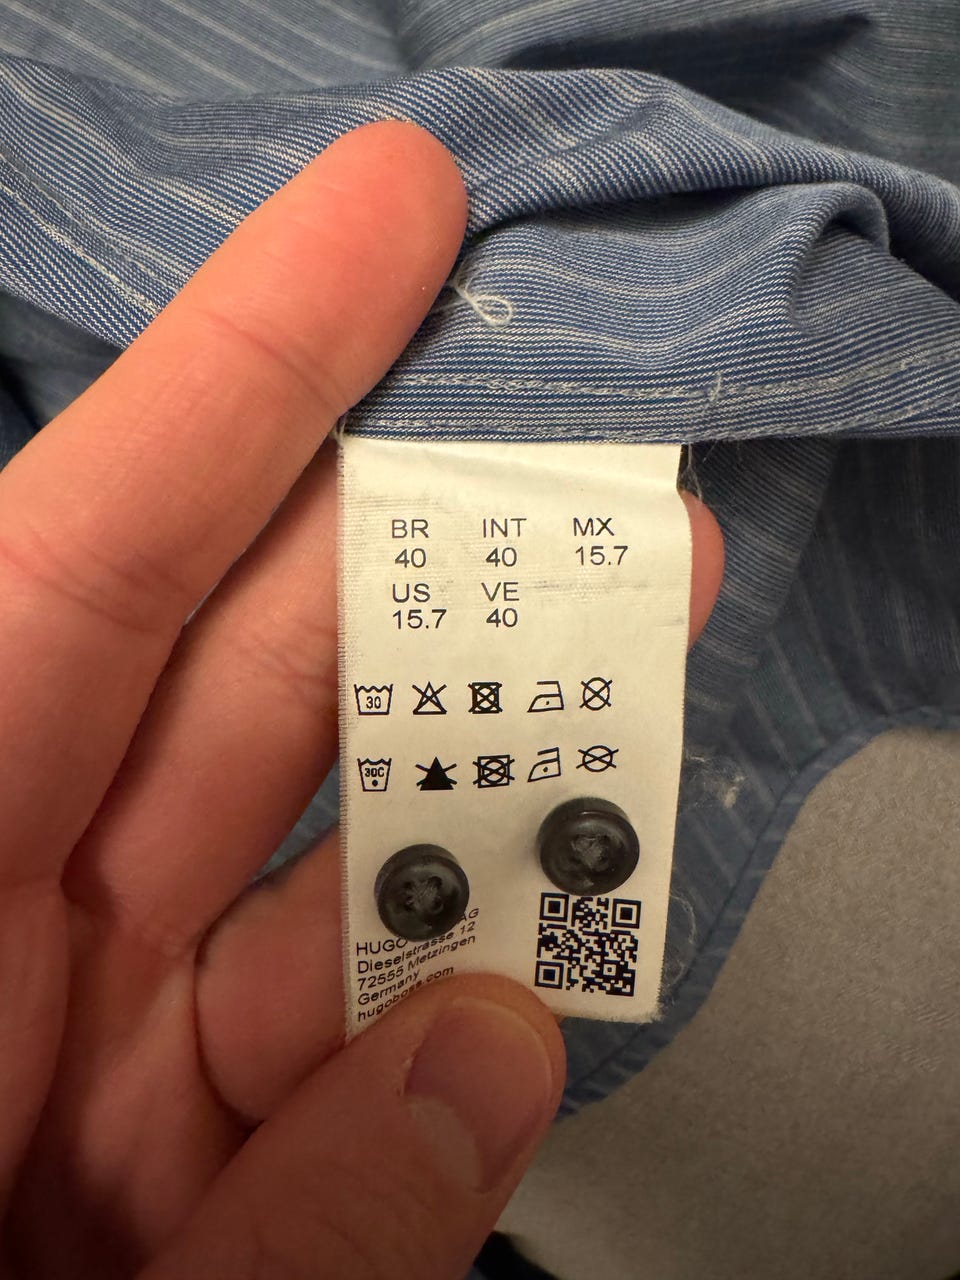 BR INT MX
40 40 15.7
US VE
15.7 40
30
30C
HUGO AG
Dieselstrasse 12
72555 Metzingen
Germany
hugoboss.com